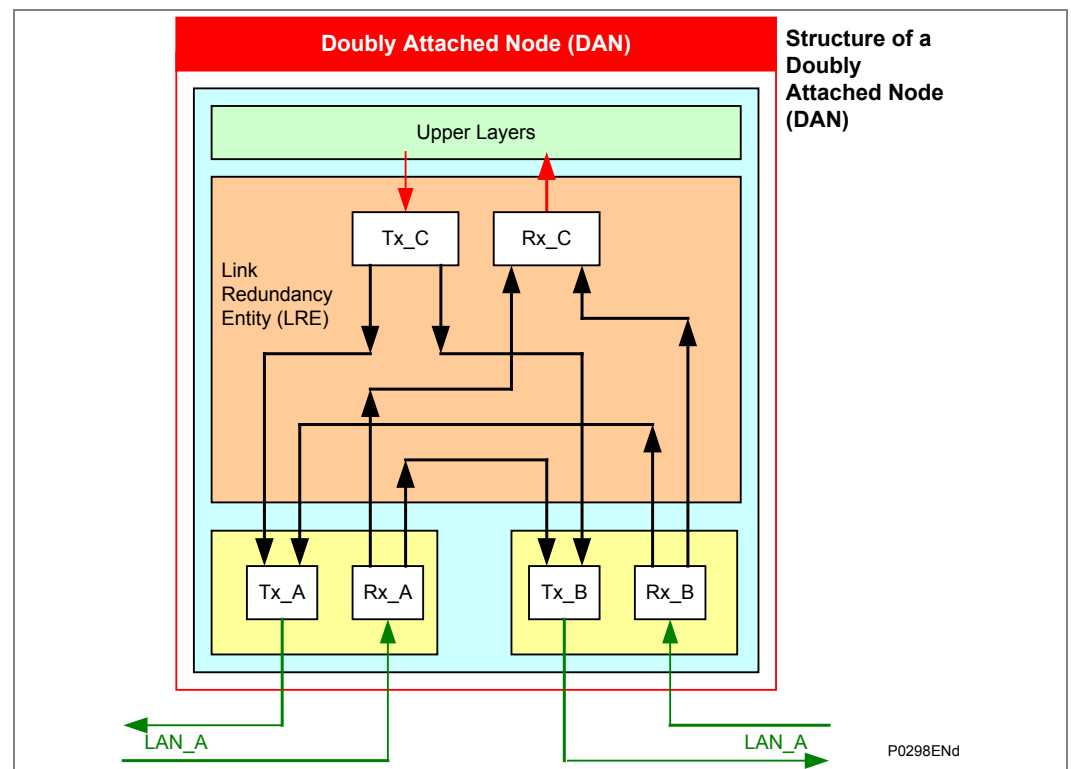 Doubly Attached Node (DAN)
Structure of a
Doubly
Attached Node
(DAN)
Upper Layers
Tx_C
Rx_C
Link
Redundancy
Entity (LRE)
Tx_A
Rx_A
Tx_B
Rx_B
LAN_A
LAN_A
P0298ENd